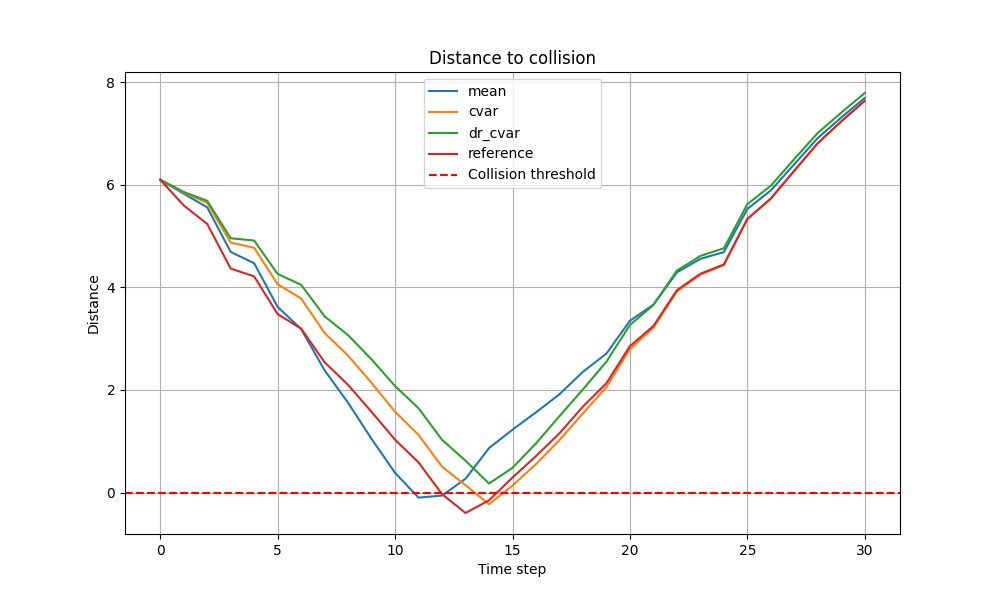 Distance to collision
mean
cvar
dr_cvar
reference
Collision threshold
Distance
8
6
4
2
0
0 5 10 15 20 25 30
Time step